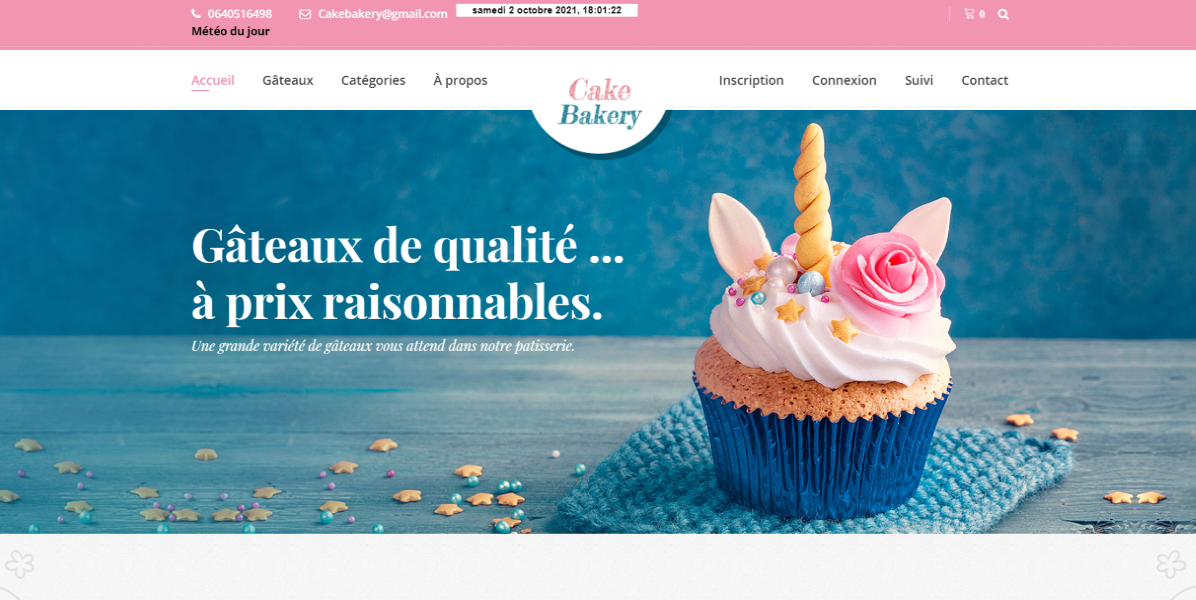 0640516498 Cakebakery@gmail.com samedi 2 octobre 2021, 18:01:22 0
Météo du jour
Accueil Gâteaux Catégories À propos Cake Bakery Inscription Connexion Suivi Contact
Gâteaux de qualité ...
à prix raisonnables.
Une grande variété de gâteaux vous attend dans notre patisserie.